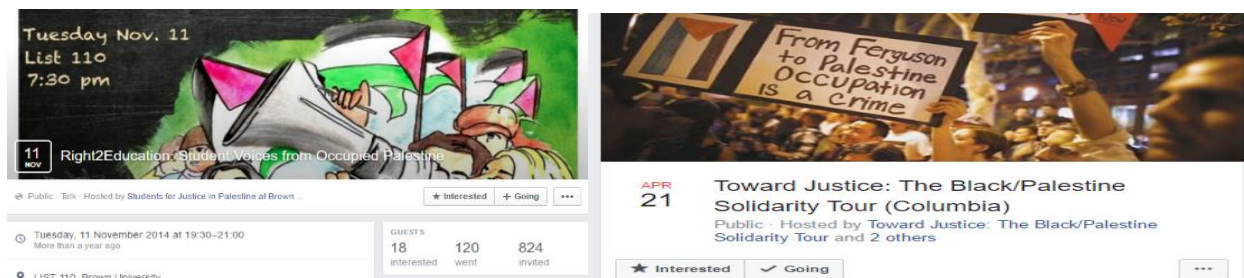 Tuesday Nov. 11
List 110
7:30 pm
11
NOV
Right2Education: Student Voices from Occupied Palestine
Public · Talk · Hosted by Students for Justice in Palestine at Brown ...
★ Interested
+ Going
...
Tuesday, 11 November 2014 at 19:30–21:00
More than a year ago
LIST 110, Brown University
GUESTS
18 120 824
interested went invited
From Ferguson
to Palestine
OCCUPATION
IS a CRIME
NOW
APR
21
Toward Justice: The Black/Palestine
Solidarity Tour (Columbia)
Public · Hosted by Toward Justice: The Black/Palestine
Solidarity Tour and 2 others
★ Interested
✓ Going
...